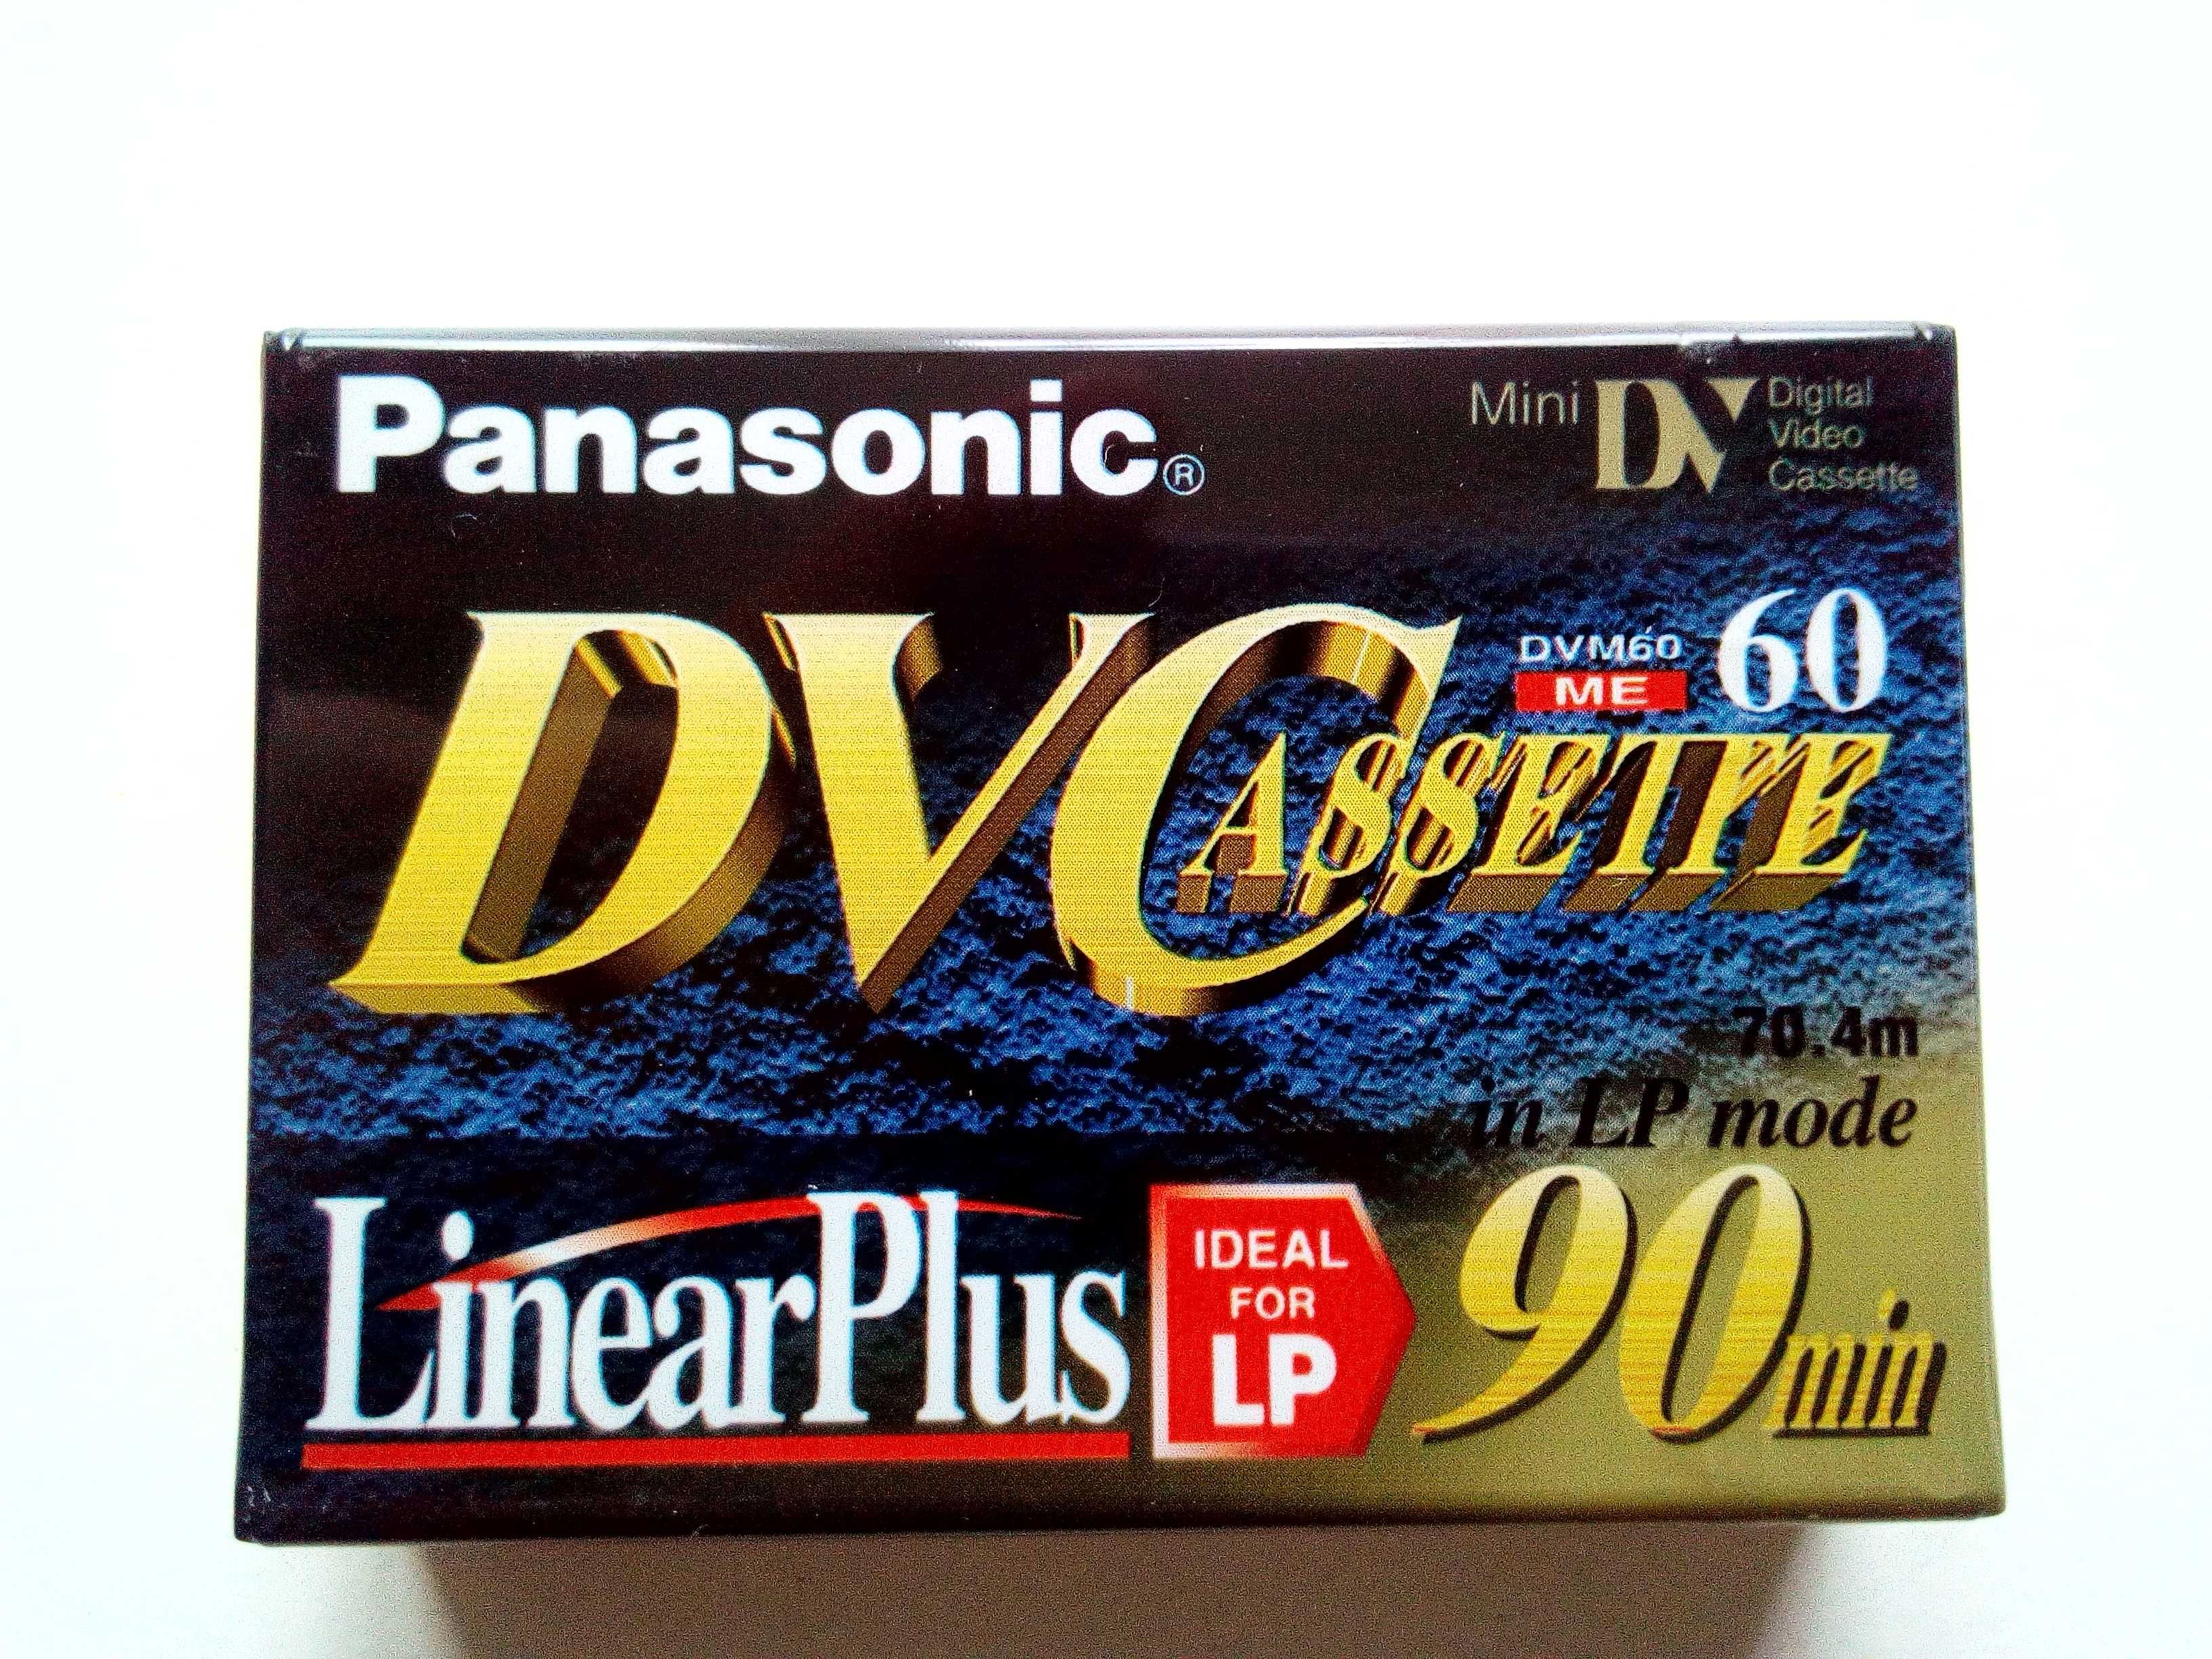 Panasonic®
Mini DV Digital
Video
Cassette
DVM60 60
ME
DVCASSETTE
70.4m
in LP mode
LinearPlus
IDEAL
FOR
LP
90min